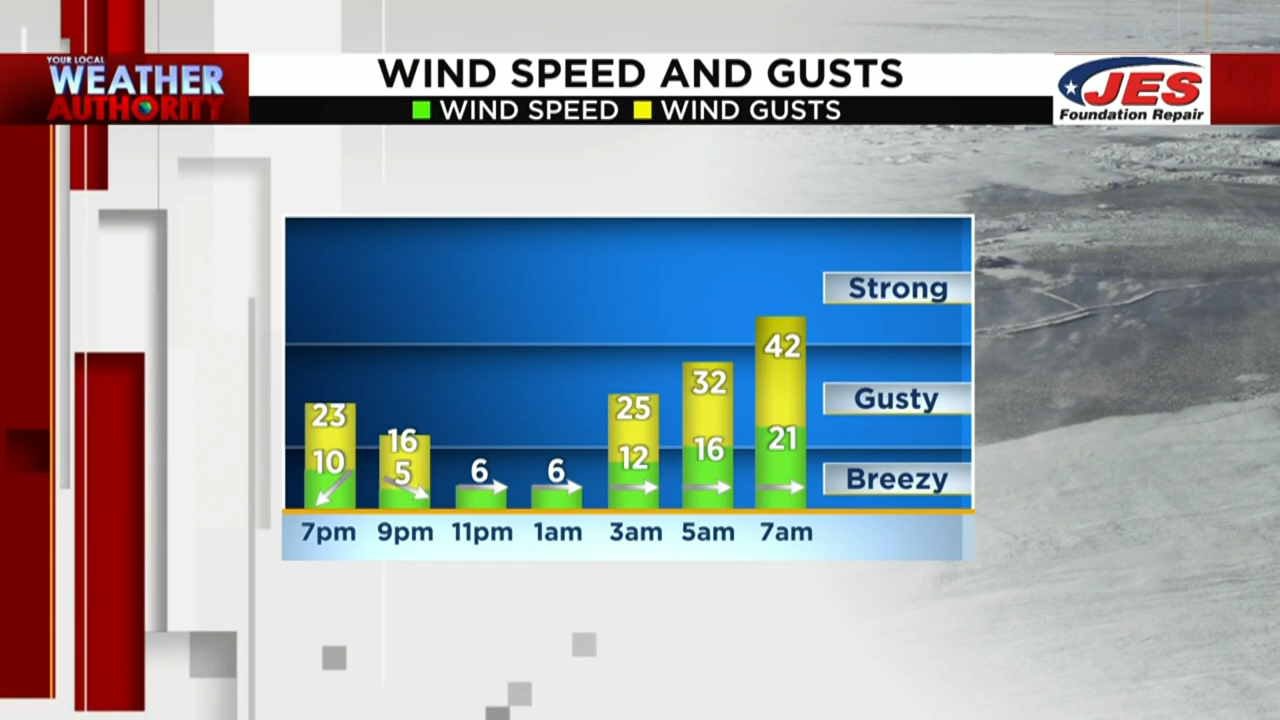 YOUR LOCAL
WEATHER
AUTHORITY
WIND SPEED AND GUSTS
WIND SPEED WIND GUSTS
JES
Foundation Repair
Strong
Gusty
Breezy
23 16 25 32 42
10 5 6 6 12 16 21
7pm 9pm 11pm 1am 3am 5am 7am